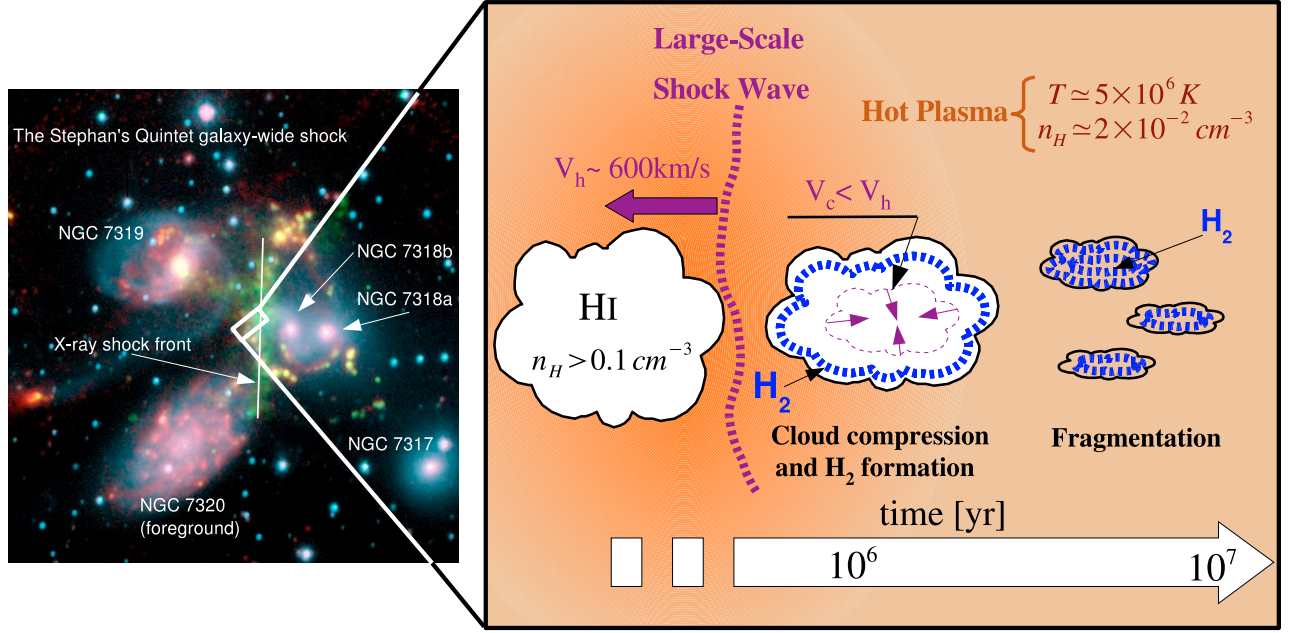 The Stephan's Quintet galaxy-wide shock
NGC 7319
NGC 7318b
NGC 7318a
X-ray shock front
NGC 7317
NGC 7320
(foreground)
Large-Scale
Shock Wave
Hot Plasma
T≃5×10⁶ K
n_H≃2×10⁻² cm⁻³
V_h~ 600km/s
V_c< V_h
HI
n_H>0.1 cm⁻³
H₂
H₂
Cloud compression
and H₂ formation
Fragmentation
time [yr]
10⁶
10⁷